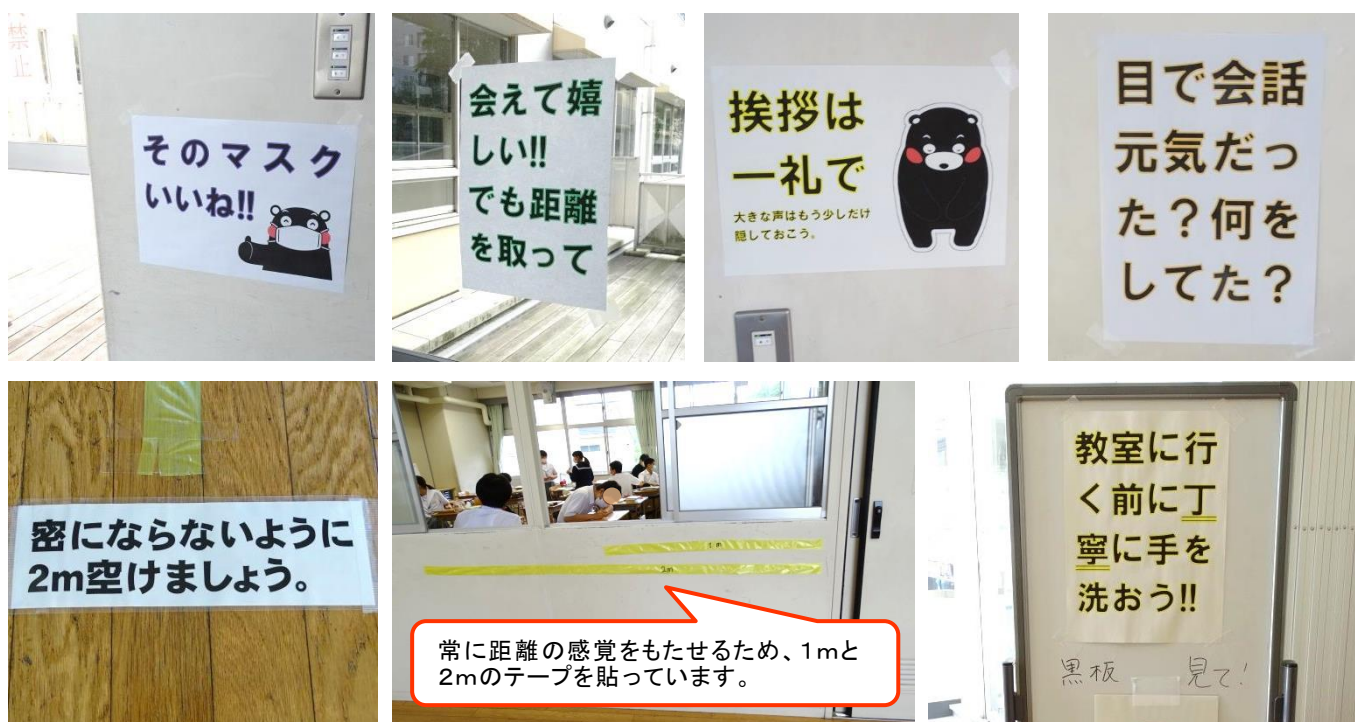 禁
止
そのマスク
いいね!!
会えて嬉
しい!!
でも距離
を取って
挨拶は
一礼で
大きな声はもう少しだけ
隠しておこう。
目で会話
元気だっ
た？何を
してた？
密にならないように
2m空けましょう。
1m
2m
常に距離の感覚をもたせるため、1mと
2mのテープを貼っています。
教室に行
く前に丁
寧に手を
洗おう!!
黒板 見て!